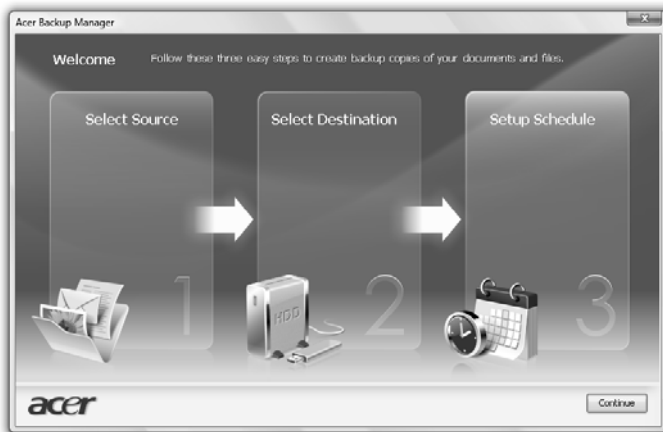 Acer Backup Manager
Welcome
Follow these three easy steps to create backup copies of your documents and files.
Select Source
Select Destination
Setup Schedule
1
HDD
2
3
acer
Continue